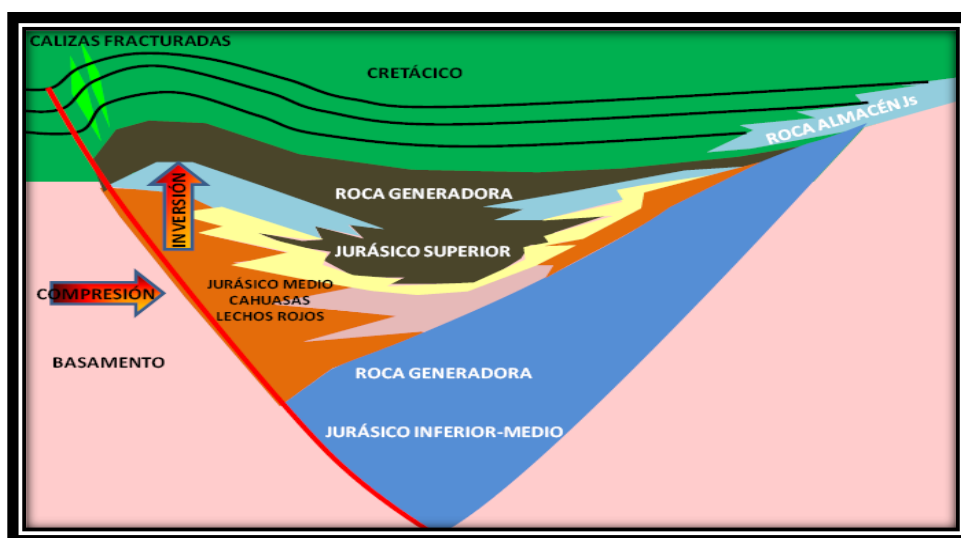 CALIZAS FRACTURADAS
CRETÁCICO
ROCA ALMACÉN Js
ROCA GENERADORA
INVERSIÓN
JURÁSICO SUPERIOR
JURÁSICO MEDIO
CAHUASAS
LECHOS ROJOS
COMPRESIÓN
BASAMENTO
ROCA GENERADORA
JURÁSICO INFERIOR-MEDIO